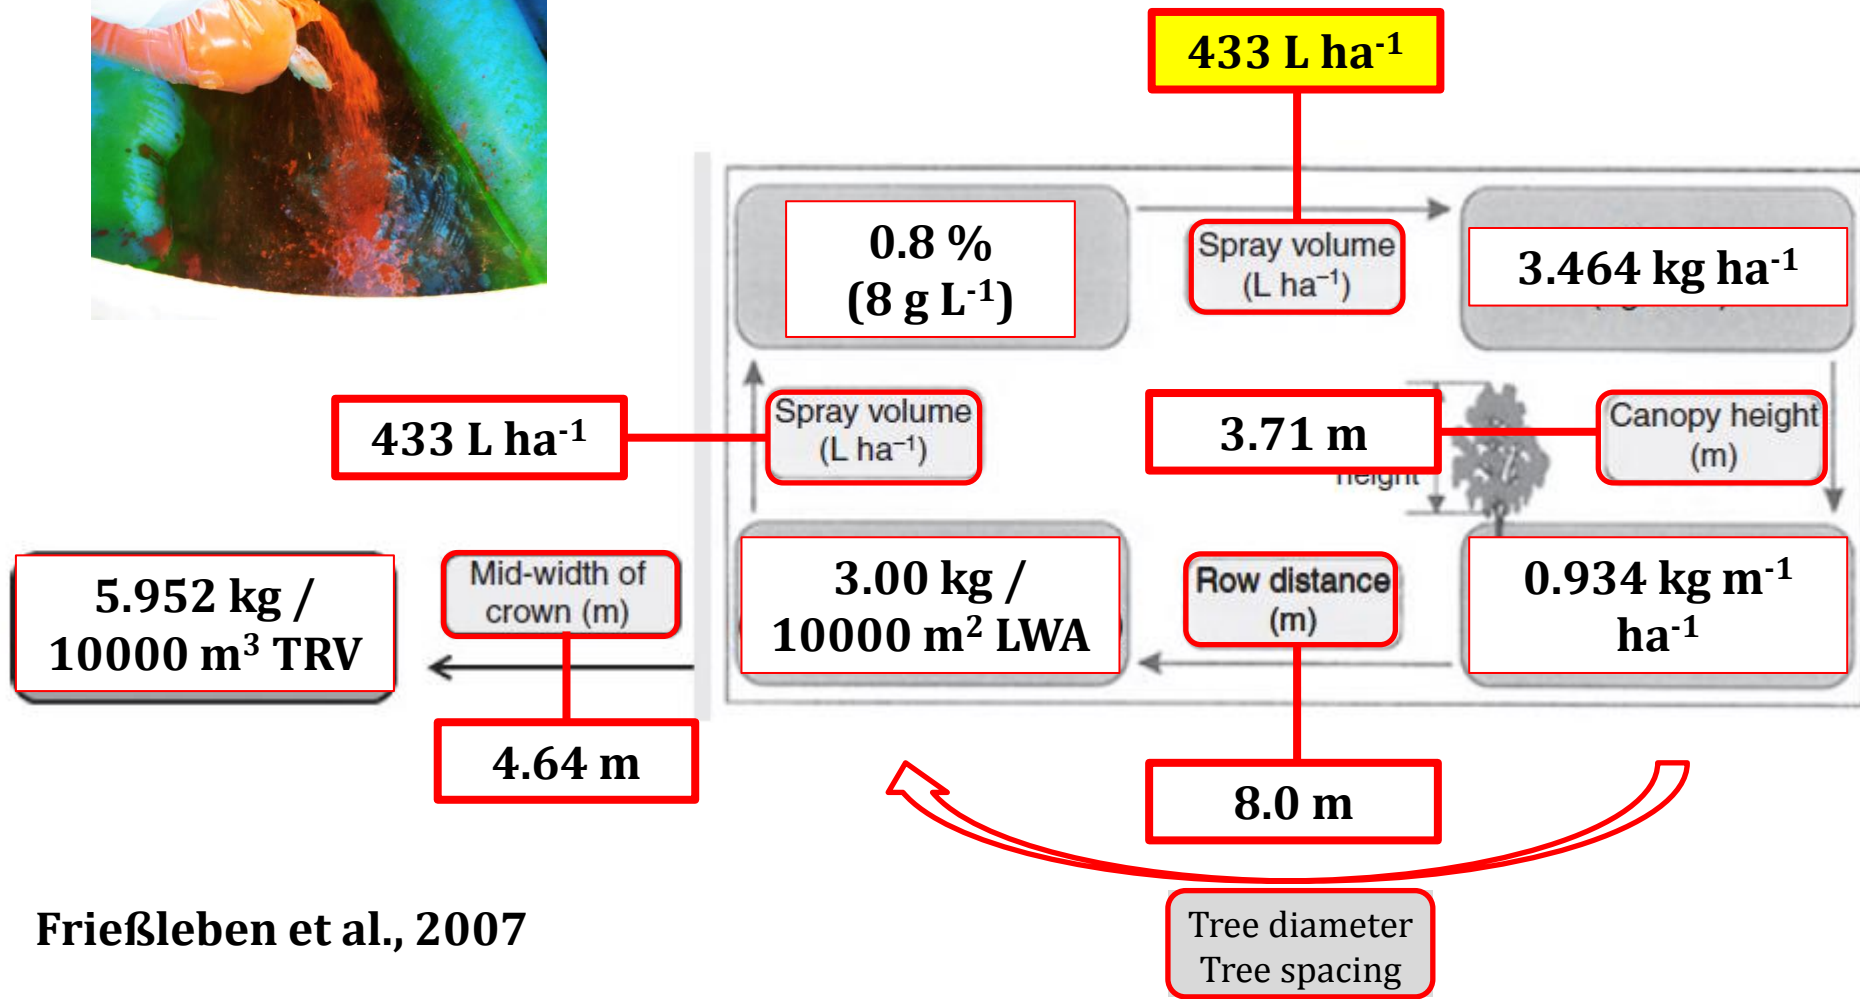 433 L ha⁻¹
0.8 %
(8 g L⁻¹)
Spray volume
(L ha⁻¹)
3.464 kg ha⁻¹
433 L ha⁻¹
Spray volume
(L ha⁻¹)
3.71 m
height
Canopy height
(m)
5.952 kg /
10000 m³ TRV
Mid-width of
crown (m)
3.00 kg /
10000 m² LWA
Row distance
(m)
0.934 kg m⁻¹
ha⁻¹
4.64 m
8.0 m
Frießleben et al., 2007
Tree diameter
Tree spacing